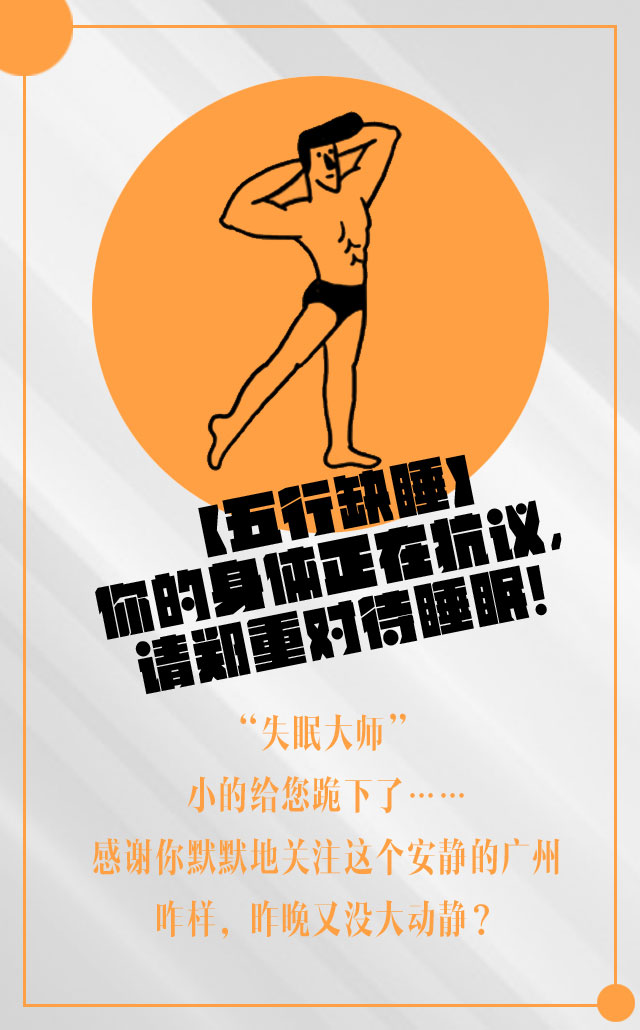 【五行缺睡】
你的身体正在抗议，
请郑重对待睡眠！
“失眠大师”
小的给您跪下了……
感谢你默默地关注这个安静的广州
咋样，昨晚又没大动静？